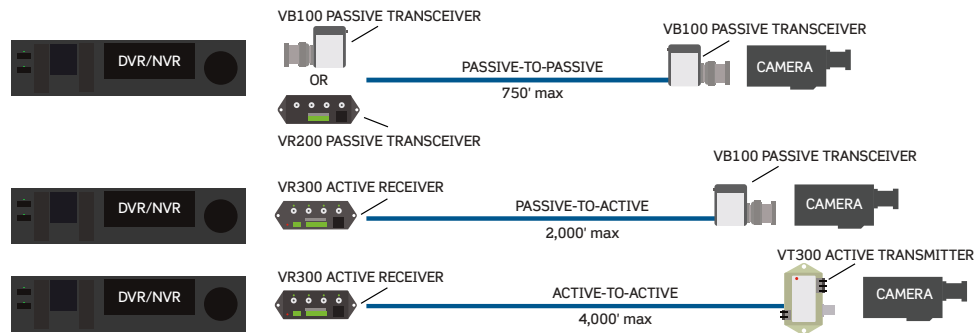 VB100 PASSIVE TRANSCEIVER
VB100 PASSIVE TRANSCEIVER
DVR/NVR
PASSIVE-TO-PASSIVE
CAMERA
OR
750' max
VR200 PASSIVE TRANSCEIVER
VB100 PASSIVE TRANSCEIVER
VR300 ACTIVE RECEIVER
DVR/NVR
PASSIVE-TO-ACTIVE
CAMERA
2,000' max
VT300 ACTIVE TRANSMITTER
VR300 ACTIVE RECEIVER
DVR/NVR
ACTIVE-TO-ACTIVE
CAMERA
4,000' max